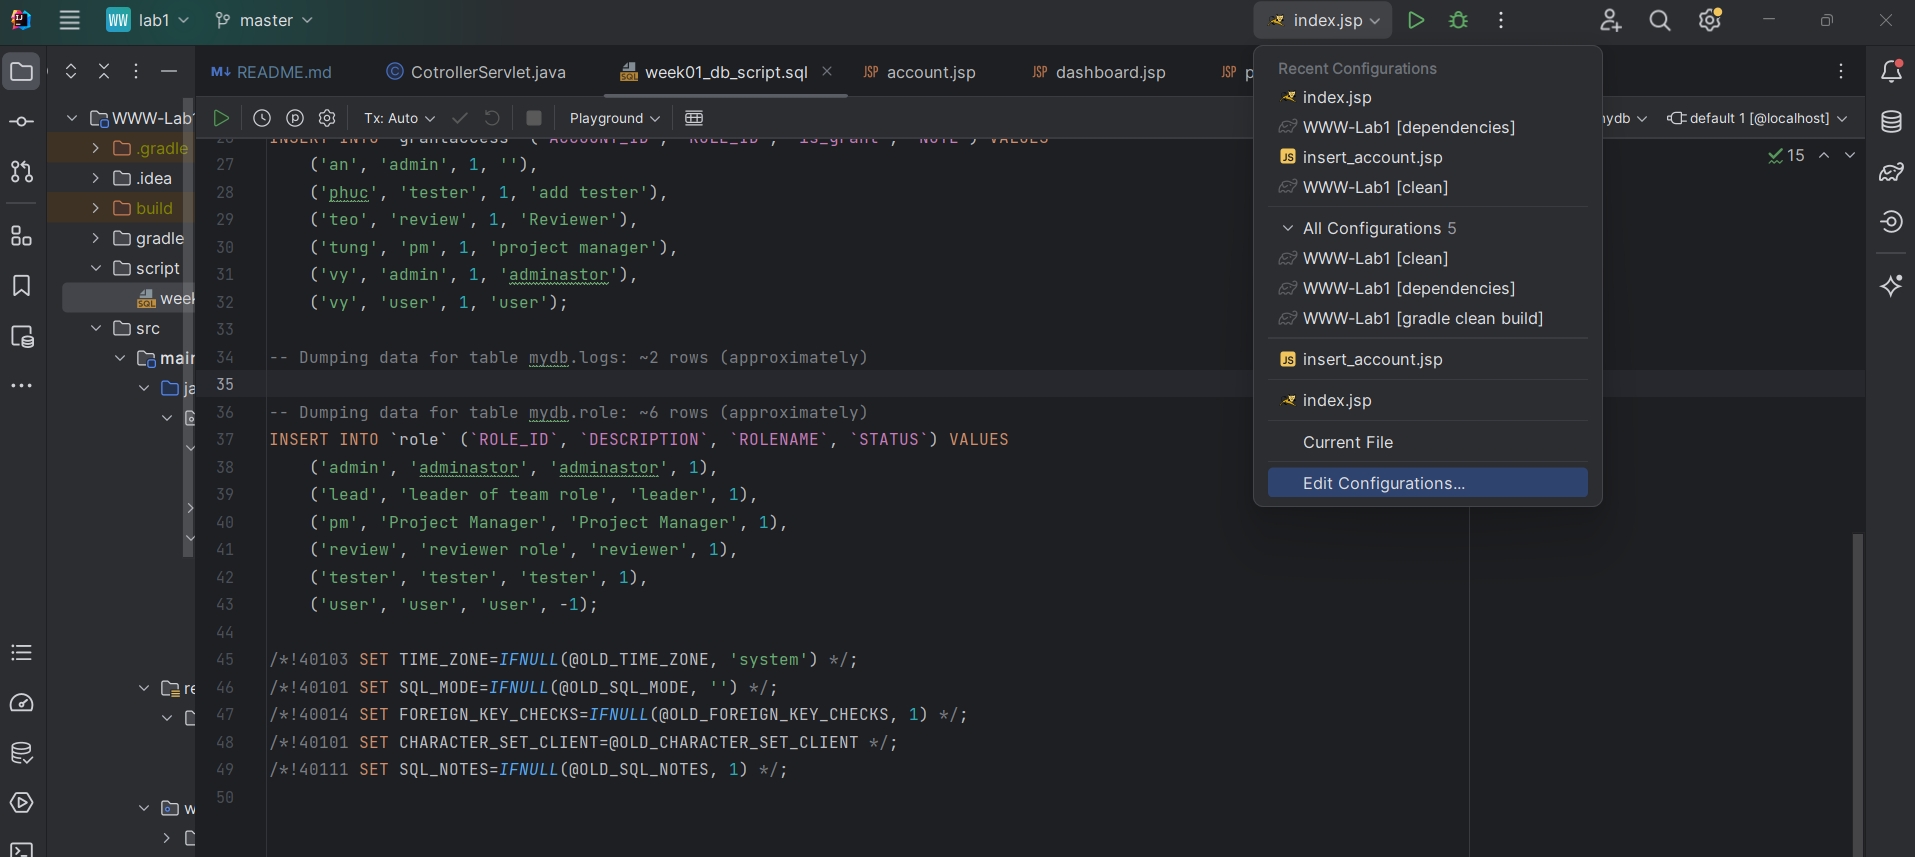 WW lab1 master index.jsp
M↓ README.md CotrollerServlet.java week01_db_script.sql JSP account.jsp JSP dashboard.jsp JSP
Tx: Auto Playground default 1 [@localhost]
WWW-Lab1
.gradle
.idea
build
gradle
script
src
15
27 ('an', 'admin', 1, ''),
28 ('phuc', 'tester', 1, 'add tester'),
29 ('teo', 'review', 1, 'Reviewer'),
30 ('tung', 'pm', 1, 'project manager'),
31 ('vy', 'admin', 1, 'adminastor'),
32 ('vy', 'user', 1, 'user');
33
34 -- Dumping data for table mydb.logs: ~2 rows (approximately)
35
36 -- Dumping data for table mydb.role: ~6 rows (approximately)
37 INSERT INTO `role` (`ROLE_ID`, `DESCRIPTION`, `ROLENAME`, `STATUS`) VALUES
38 ('admin', 'adminastor', 'adminastor', 1),
39 ('lead', 'leader of team role', 'leader', 1),
40 ('pm', 'Project Manager', 'Project Manager', 1),
41 ('review', 'reviewer role', 'reviewer', 1),
42 ('tester', 'tester', 'tester', 1),
43 ('user', 'user', 'user', -1);
44
45 /*!40103 SET TIME_ZONE=IFNULL(@OLD_TIME_ZONE, 'system') */;
46 /*!40101 SET SQL_MODE=IFNULL(@OLD_SQL_MODE, '') */;
47 /*!40014 SET FOREIGN_KEY_CHECKS=IFNULL(@OLD_FOREIGN_KEY_CHECKS, 1) */;
48 /*!40101 SET CHARACTER_SET_CLIENT=@OLD_CHARACTER_SET_CLIENT */;
49 /*!40111 SET SQL_NOTES=IFNULL(@OLD_SQL_NOTES, 1) */;
50
Recent Configurations
index.jsp
WWW-Lab1 [dependencies]
JS insert_account.jsp
WWW-Lab1 [clean]
All Configurations 5
WWW-Lab1 [clean]
WWW-Lab1 [dependencies]
WWW-Lab1 [gradle clean build]
JS insert_account.jsp
index.jsp
Current File
Edit Configurations...